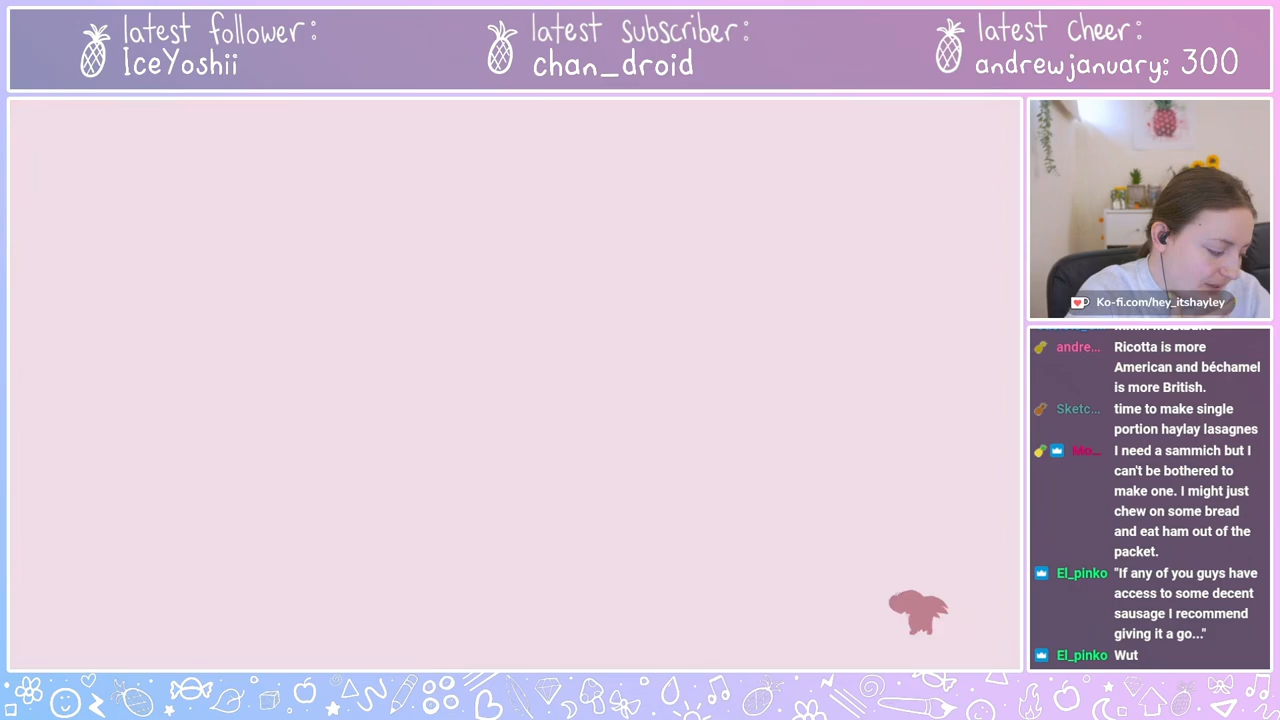 latest follower:
IceYoshii
latest subscriber:
chan_droid
latest cheer:
andrewjanuary: 300
Ko-fi.com/hey_itshayley
andre... Ricotta is more
American and béchamel
is more British.
Sketc... time to make single
portion haylay lasagnes
Mo... I need a sammich but I
can't be bothered to
make one. I might just
chew on some bread
and eat ham out of the
packet.
El_pinko "If any of you guys have
access to some decent
sausage I recommend
giving it a go..."
El_pinko Wut